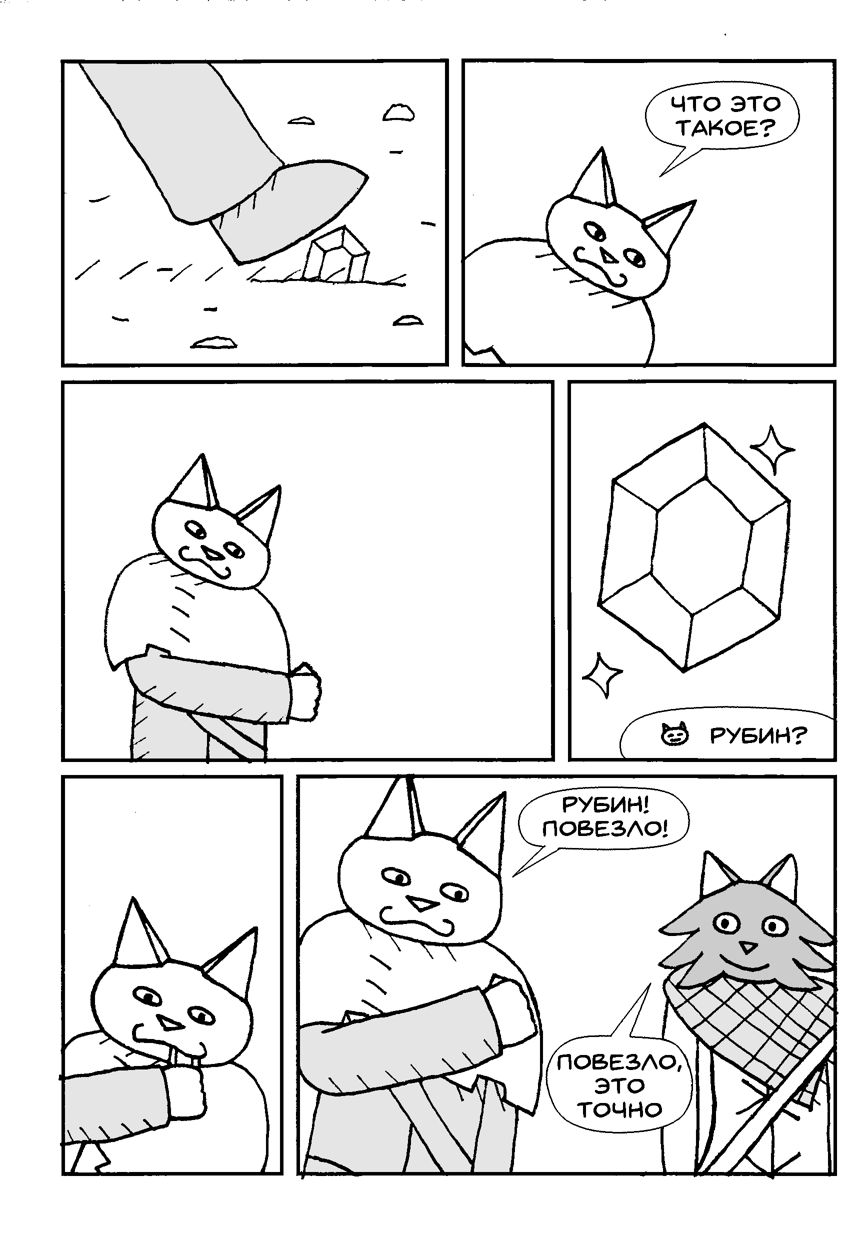 ЧТО ЭТО
ТАКОЕ?
РУБИН?
РУБИН!
ПОВЕЗЛО!
ПОВЕЗЛО,
ЭТО
ТОЧНО